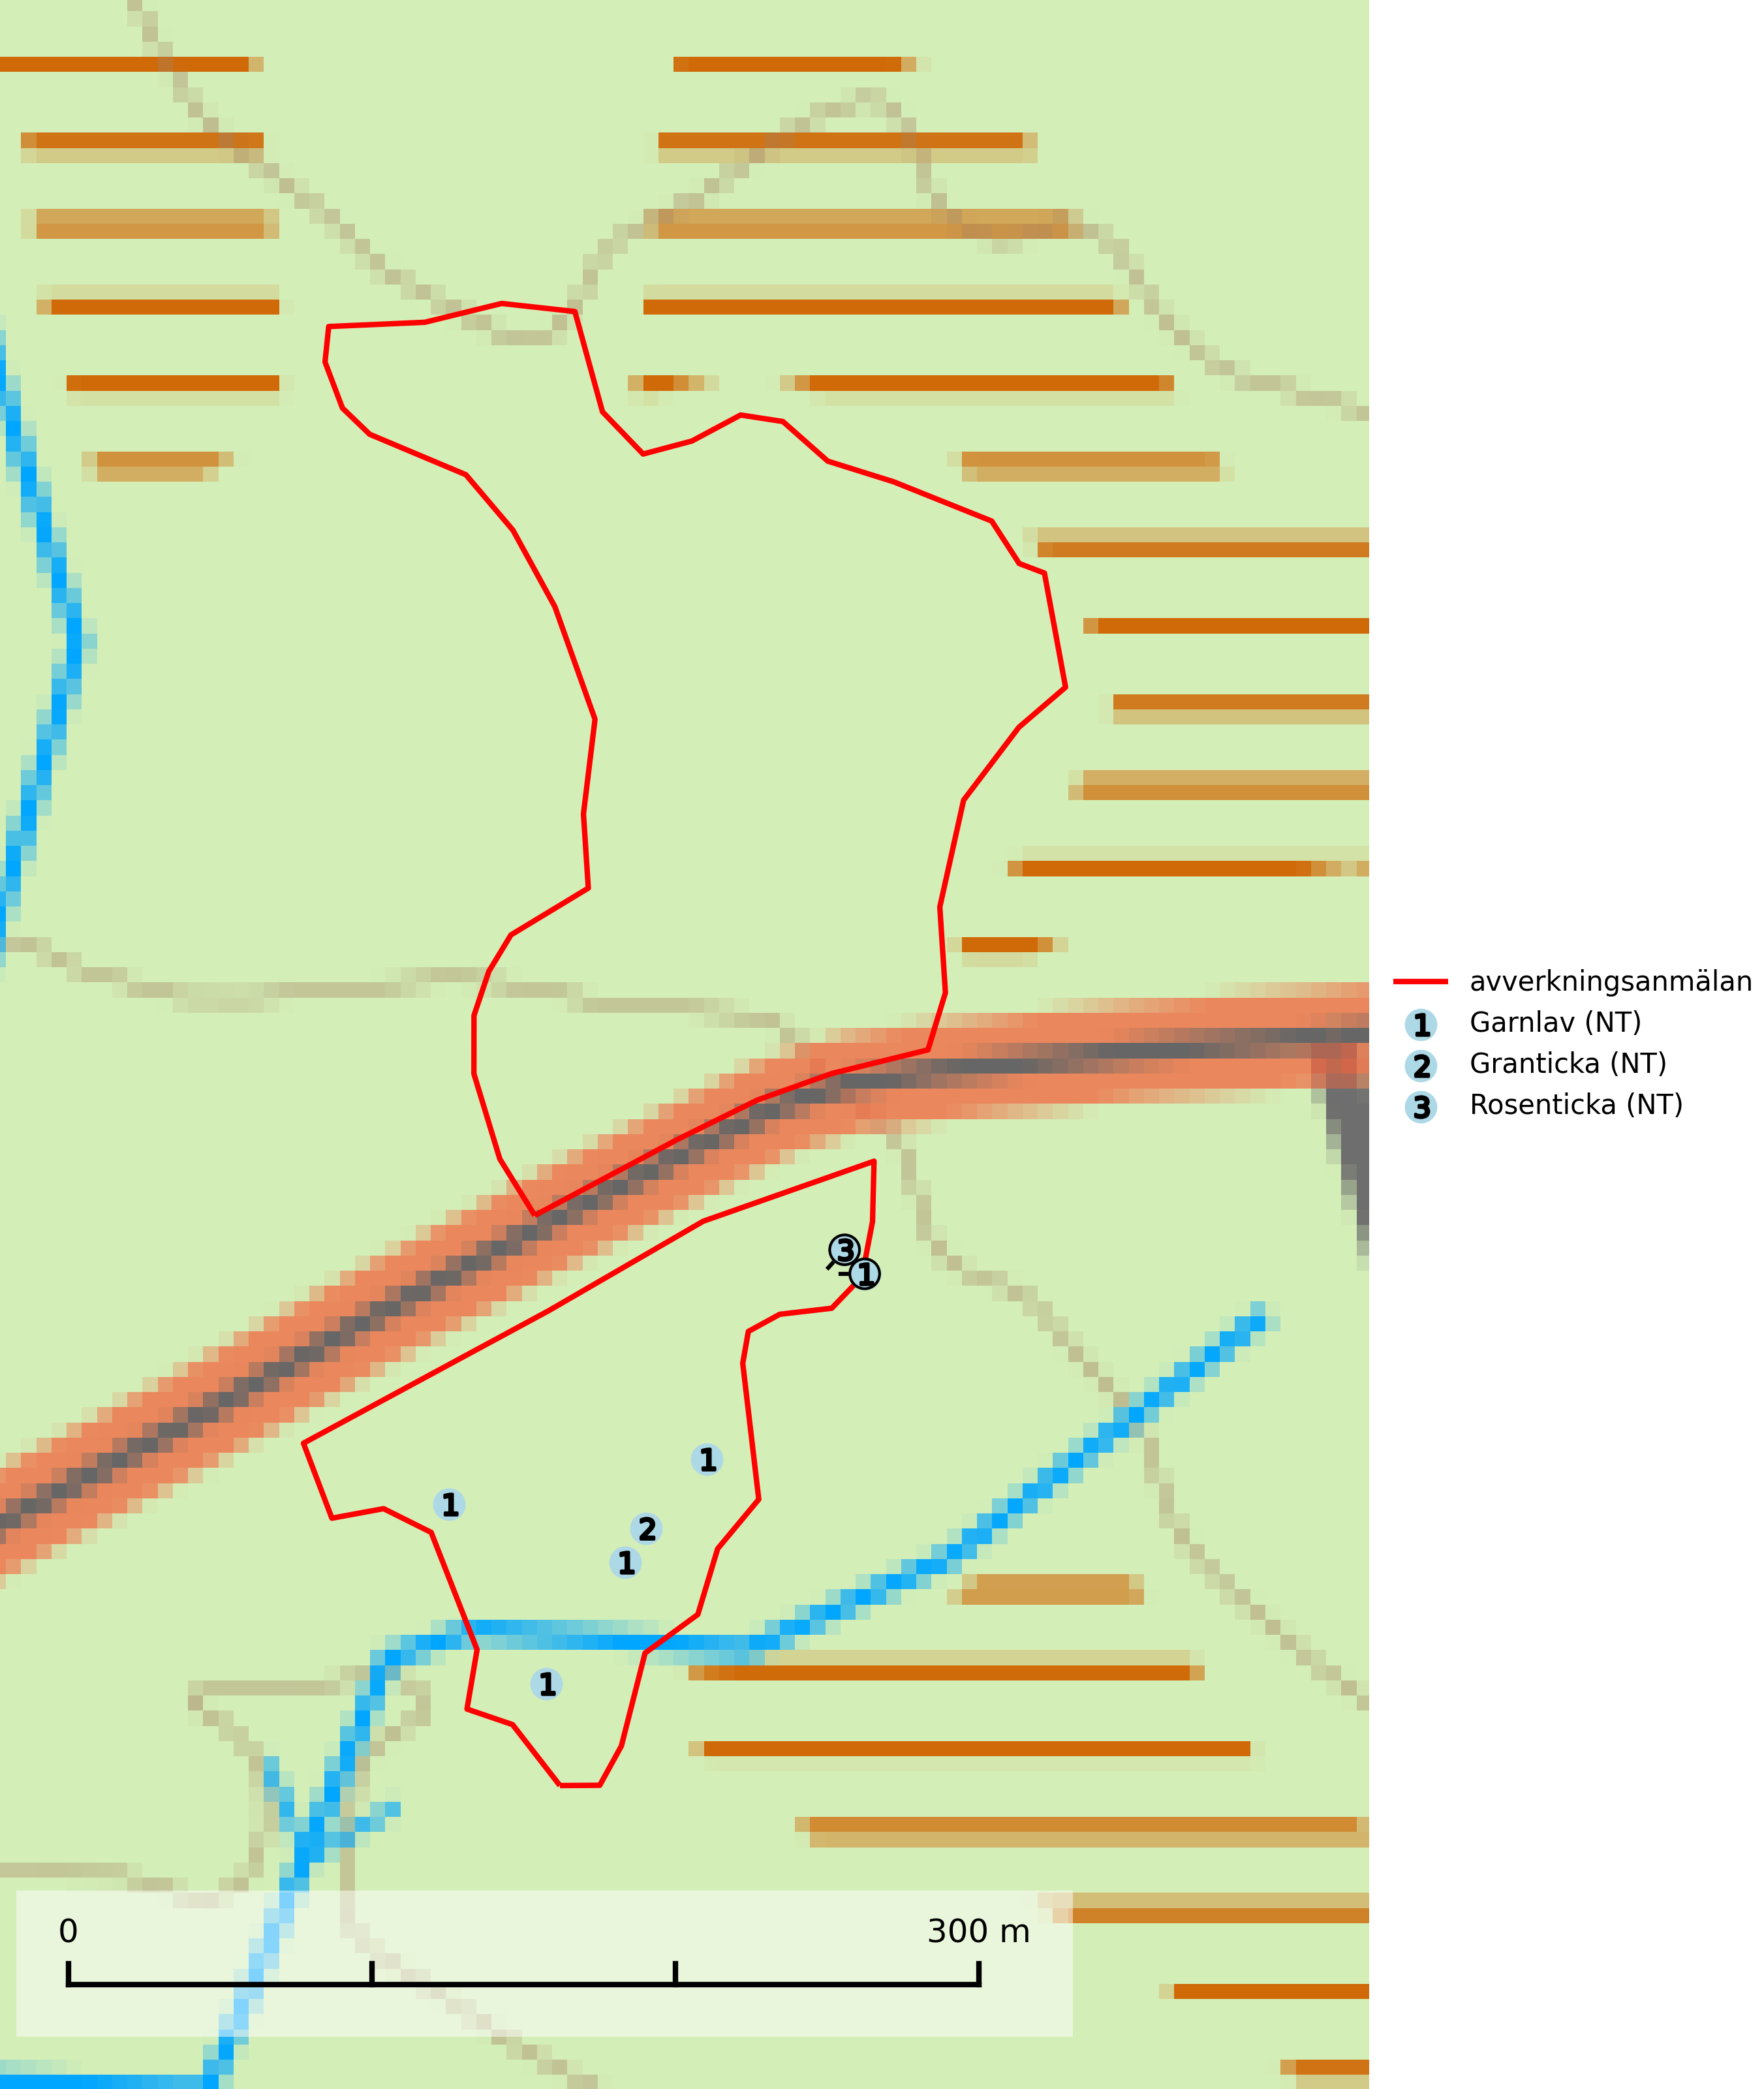 3
1
1
1
2
1
1
0 300 m
avverkningsanmälan
1 Garnlav (NT)
2 Granticka (NT)
3 Rosenticka (NT)